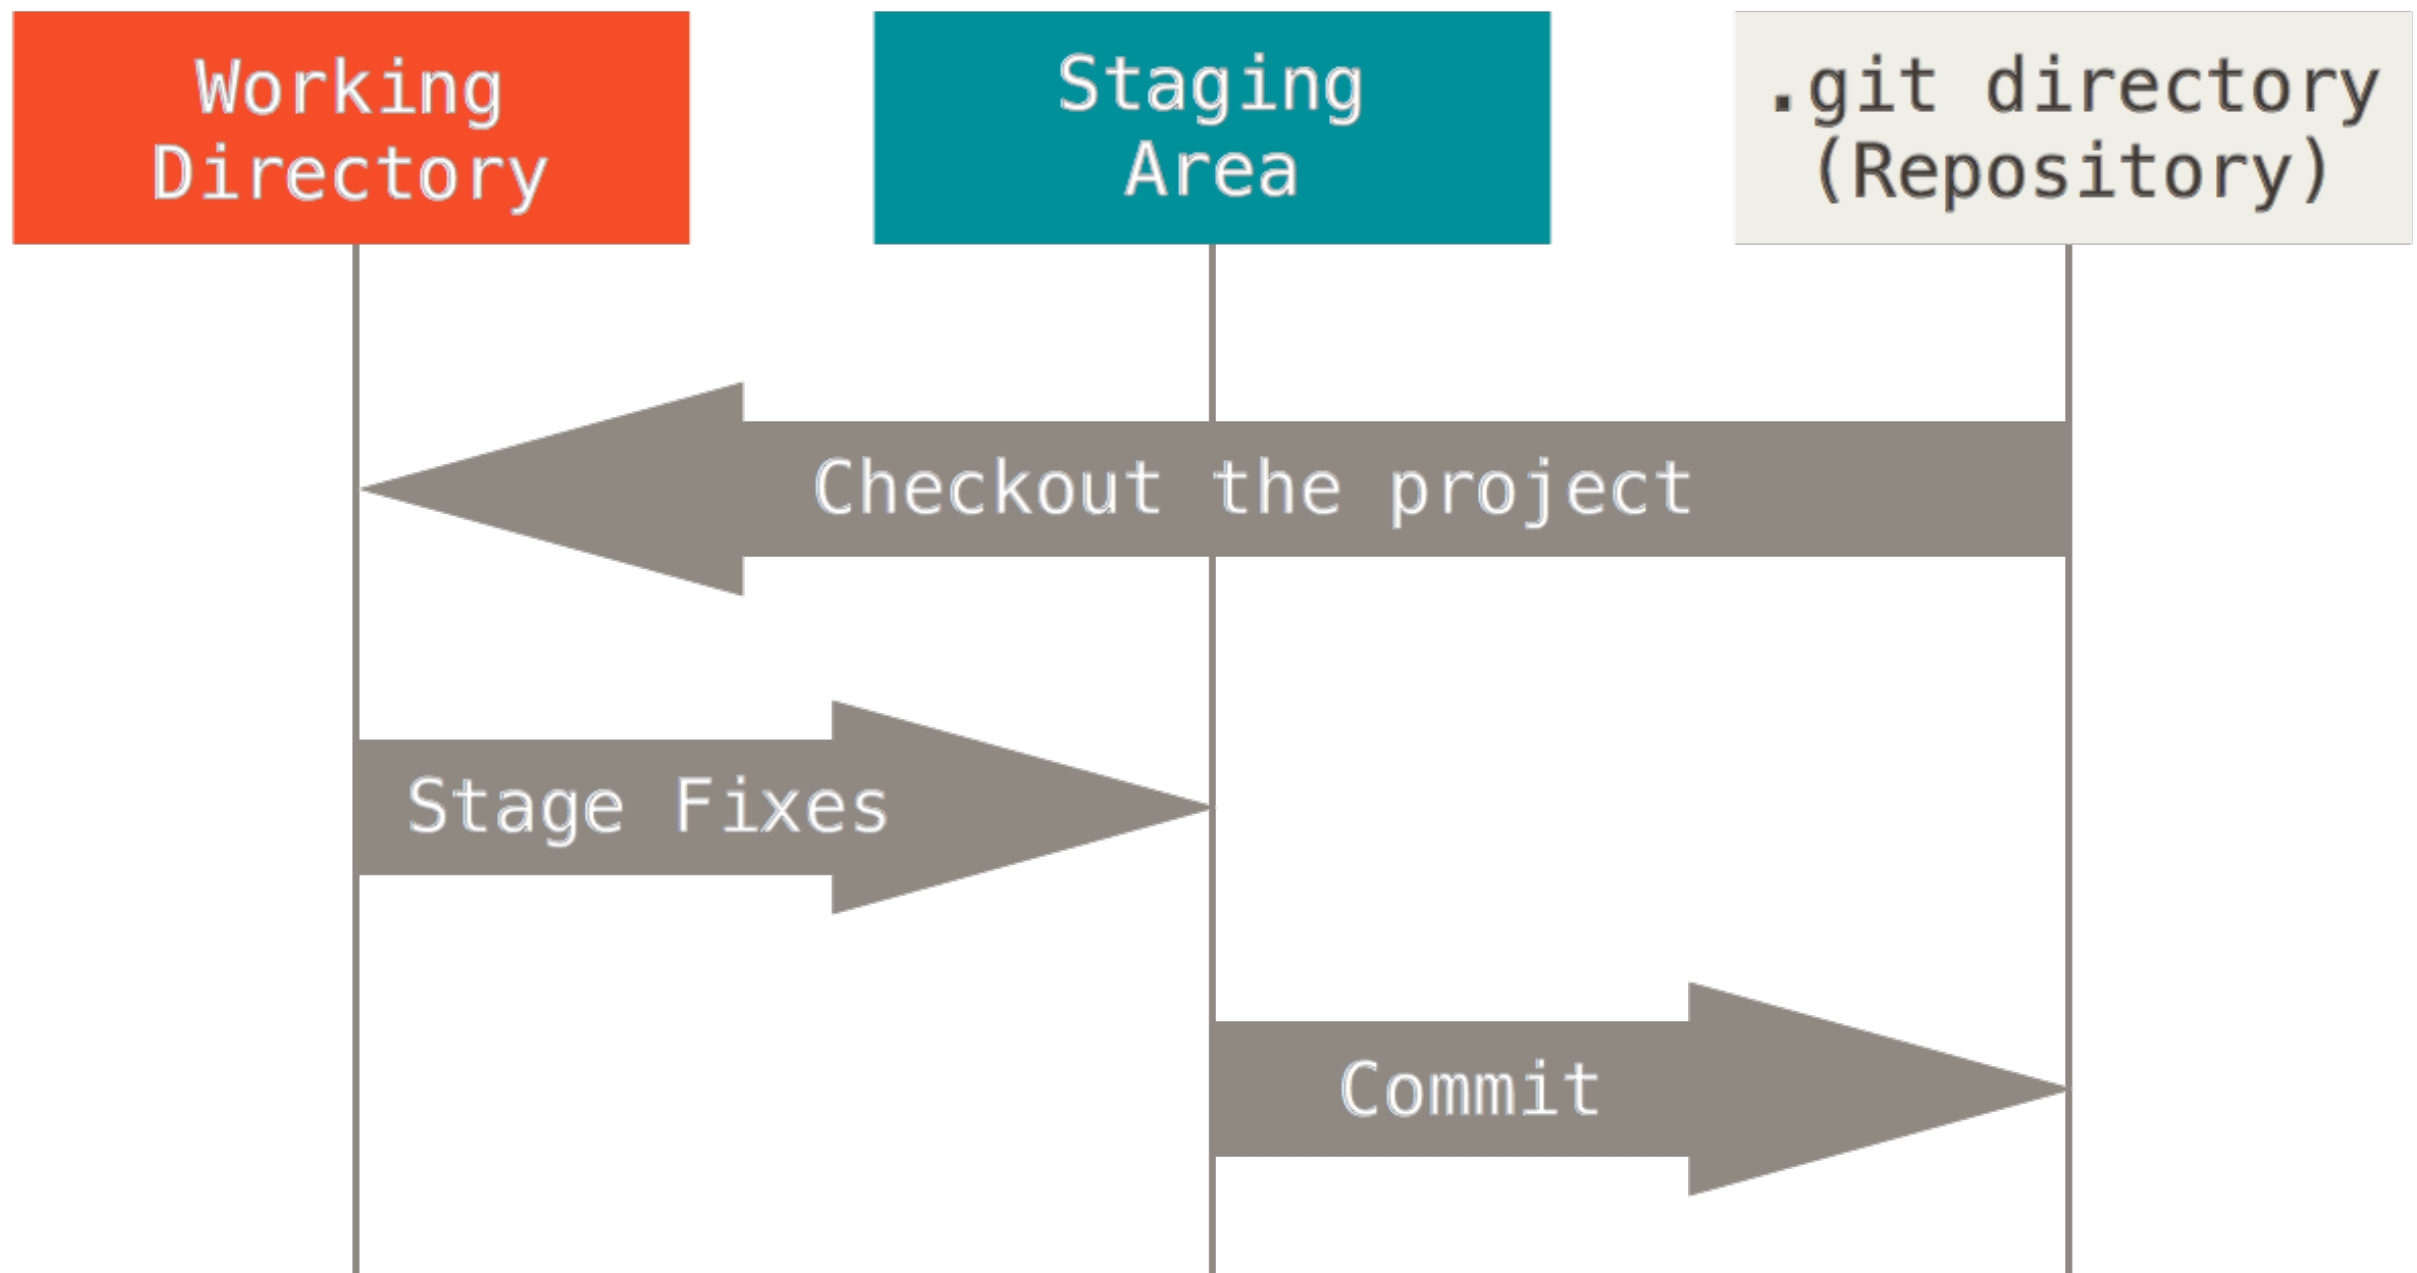 Working
Directory
Staging
Area
.git directory
(Repository)
Checkout the project
Stage Fixes
Commit